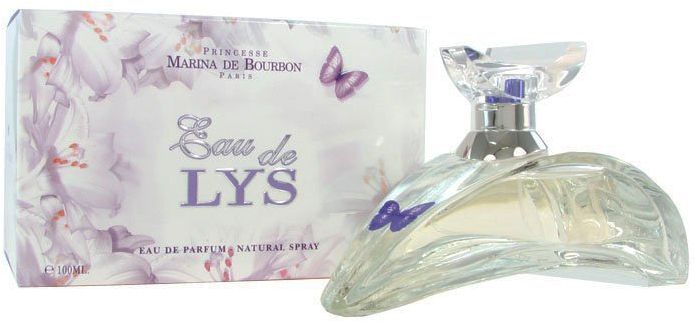 PRINCESSE
MARINA DE BOURBON
PARIS
Eau de
LYS
EAU DE PARFUM - NATURAL SPRAY
e 100ML.